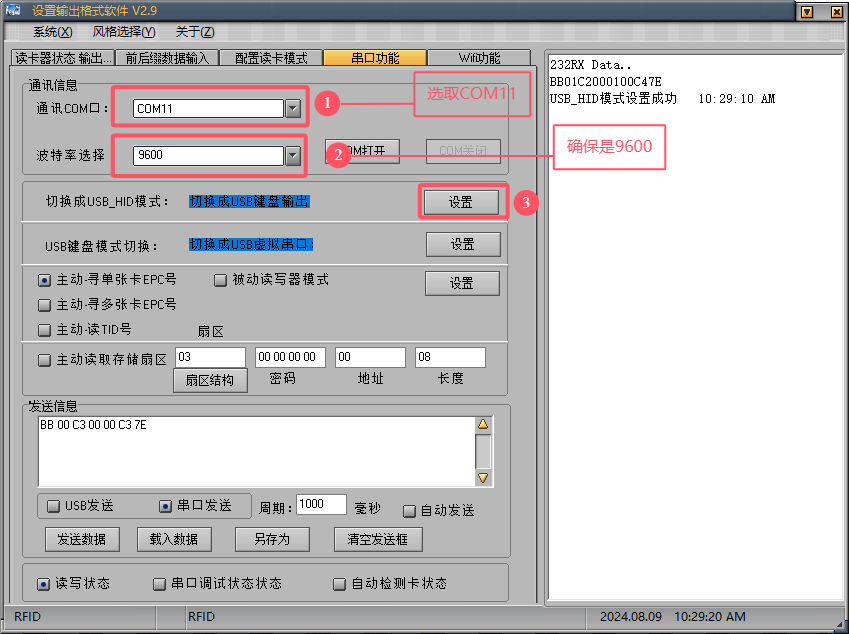 设置输出格式软件 V2.9
系统(X) 风格选择(Y) 关于(Z)
读卡器状态 输出... 前后缀数据输入 配置读卡模式 串口功能 Wifi功能
通讯信息
通讯COM口： COM11 1 选取COM11
波特率选择 9600 2 OM打开 COM关闭 确保是9600
切换成USB_HID模式： 切换成USB键盘输出 设置 3
USB键盘模式切换： 切换成USB虚拟串口： 设置
主动-寻单张卡EPC号 被动读写器模式 设置
主动-寻多张卡EPC号
主动-读TID号 扇区
主动读取存储扇区 03 00 00 00 00 00 08
扇区结构 密码 地址 长度
发送信息
BB 00 C3 00 00 C3 7E
USB发送 串口发送 周期： 1000 毫秒 自动发送
发送数据 载入数据 另存为 清空发送框
读写状态 串口调试状态状态 自动检测卡状态
232RX Data..
BB01C2000100C47E
USB_HID模式设置成功 10:29:10 AM
RFID RFID 2024.08.09 10:29:20 AM